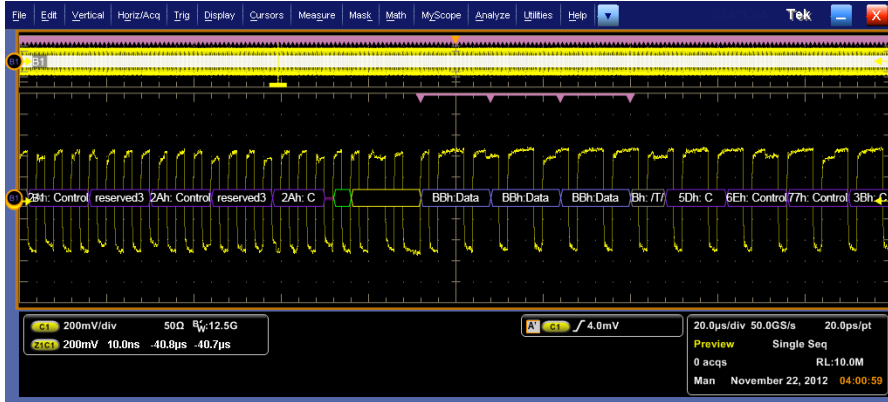 File Edit Vertical Horiz/Acq Trig Display Cursors Measure Mask Math MyScope Analyze Utilities Help Tek X
B1 B1
B1 reserved3 2Ah: Control reserved3 2Ah: C BBh:Data BBh:Data BBh:Data Bh: /T/ 5Dh: C 6Eh: Control 77h: Control 3Bh: C
C1 200mV/div 50Ω BW:12.5G
Z1C1 200mV 10.0ns -40.8µs -40.7µs
A' C1 4.0mV
20.0µs/div 50.0GS/s 20.0ps/pt
Preview Single Seq
0 acqs RL:10.0M
Man November 22, 2012 04:00:59